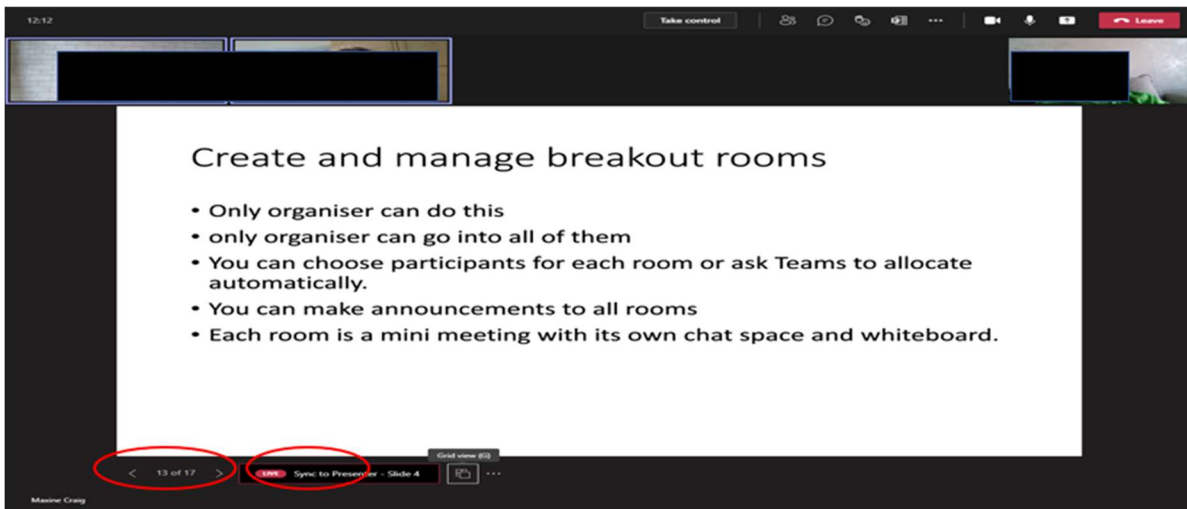 12:12
Take control
Leave
Create and manage breakout rooms
• Only organiser can do this
• only organiser can go into all of them
• You can choose participants for each room or ask Teams to allocate
automatically.
• You can make announcements to all rooms
• Each room is a mini meeting with its own chat space and whiteboard.
Grid view (G)
13 of 17
LIVE Sync to Presenter - Slide 4
Maxine Craig